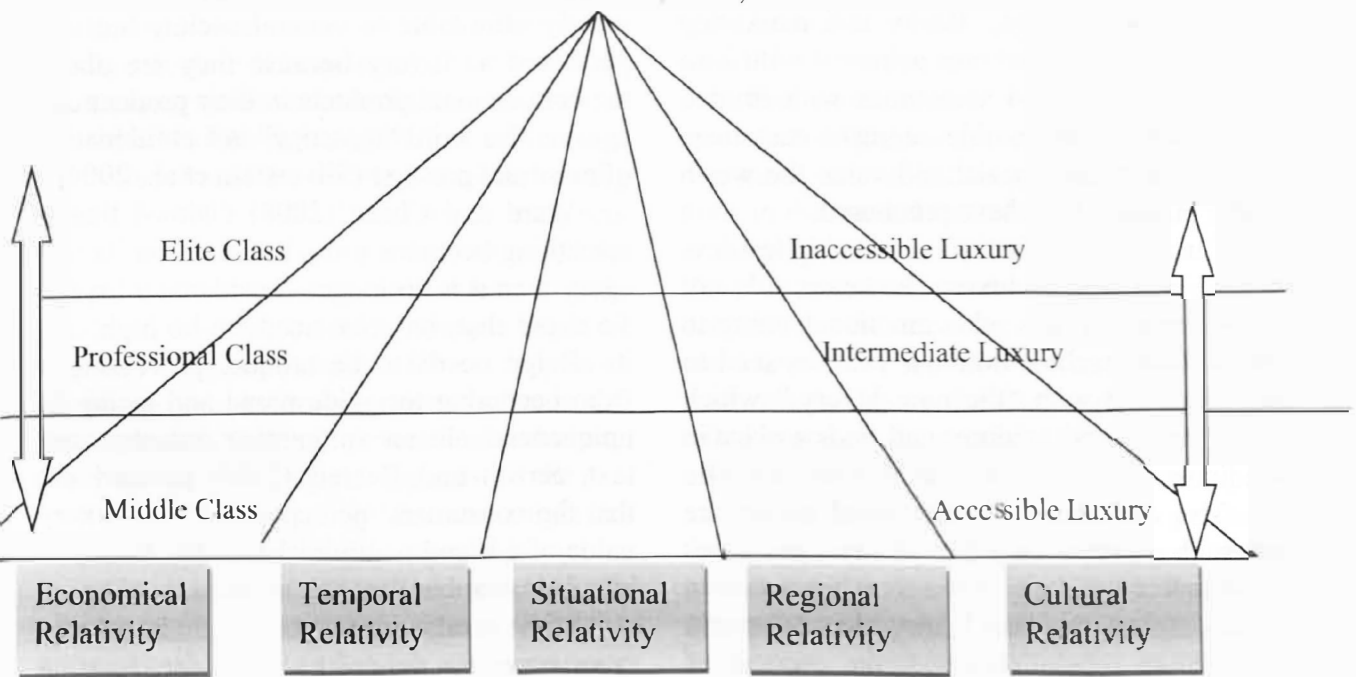 Elite Class
Inaccessible Luxury
Professional Class
Intermediate Luxury
Middle Class
Accessible Luxury
Economical
Relativity
Temporal
Relativity
Situational
Relativity
Regional
Relativity
Cultural
Relativity